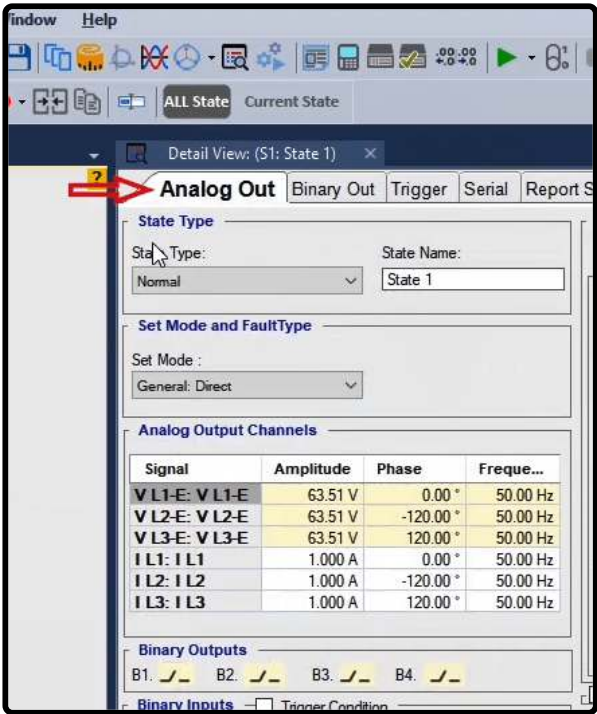 Window Help
ALL State Current State
Detail View: (S1: State 1) ×
?
Analog Out Binary Out Trigger Serial Report S
State Type
State Type: State Name:
Normal State 1
Set Mode and FaultType
Set Mode :
General: Direct
Analog Output Channels
Signal Amplitude Phase Freque...
V L1-E: V L1-E 63.51 V 0.00 ° 50.00 Hz
V L2-E: V L2-E 63.51 V -120.00 ° 50.00 Hz
V L3-E: V L3-E 63.51 V 120.00 ° 50.00 Hz
I L1: I L1 1.000 A 0.00 ° 50.00 Hz
I L2: I L2 1.000 A -120.00 ° 50.00 Hz
I L3: I L3 1.000 A 120.00 ° 50.00 Hz
Binary Outputs
B1. B2. B3. B4.
Binary Inputs Trigger Condition